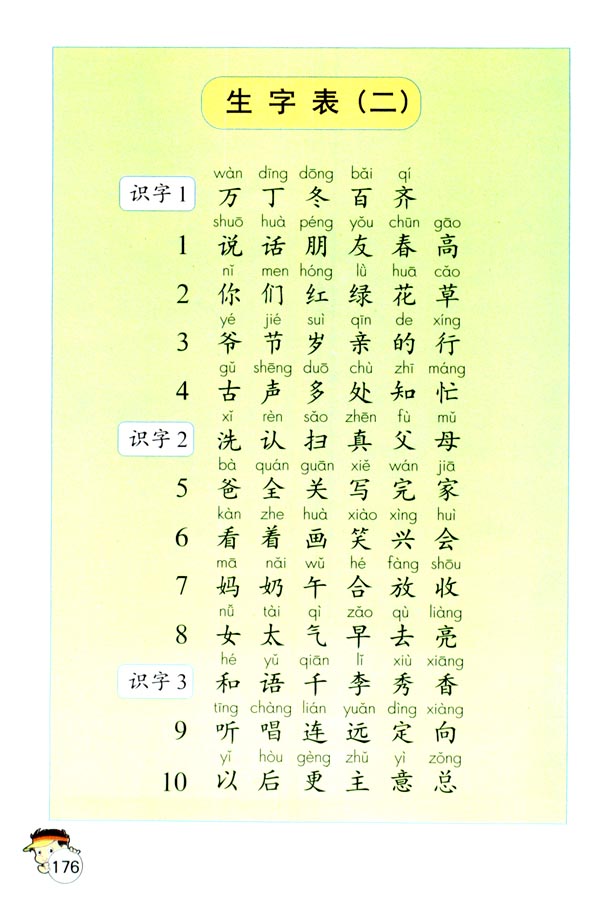 生字表（二）
wàn dīng dōng bǎi qí
识字1 万 丁 冬 百 齐
shuō huà péng yǒu chūn gāo
1 说 话 朋 友 春 高
nǐ men hóng lǜ huā cǎo
2 你 们 红 绿 花 草
yé jié suì qīn de xíng
3 爷 节 岁 亲 的 行
gǔ shēng duō chù zhī máng
4 古 声 多 处 知 忙
xǐ rèn sǎo zhēn fù mǔ
识字2 洗 认 扫 真 父 母
bà quán guān xiě wán jiā
5 爸 全 关 写 完 家
kàn zhe huà xiào xìng huì
6 看 着 画 笑 兴 会
mā nǎi wǔ hé fàng shōu
7 妈 奶 午 合 放 收
nǚ tài qì zǎo qù liàng
8 女 太 气 早 去 亮
hé yǔ qiān lǐ xiù xiāng
识字3 和 语 千 李 秀 香
tīng chàng lián yuǎn dìng xiàng
9 听 唱 连 远 定 向
yǐ hòu gèng zhǔ yì zǒng
10 以 后 更 主 意 总
176